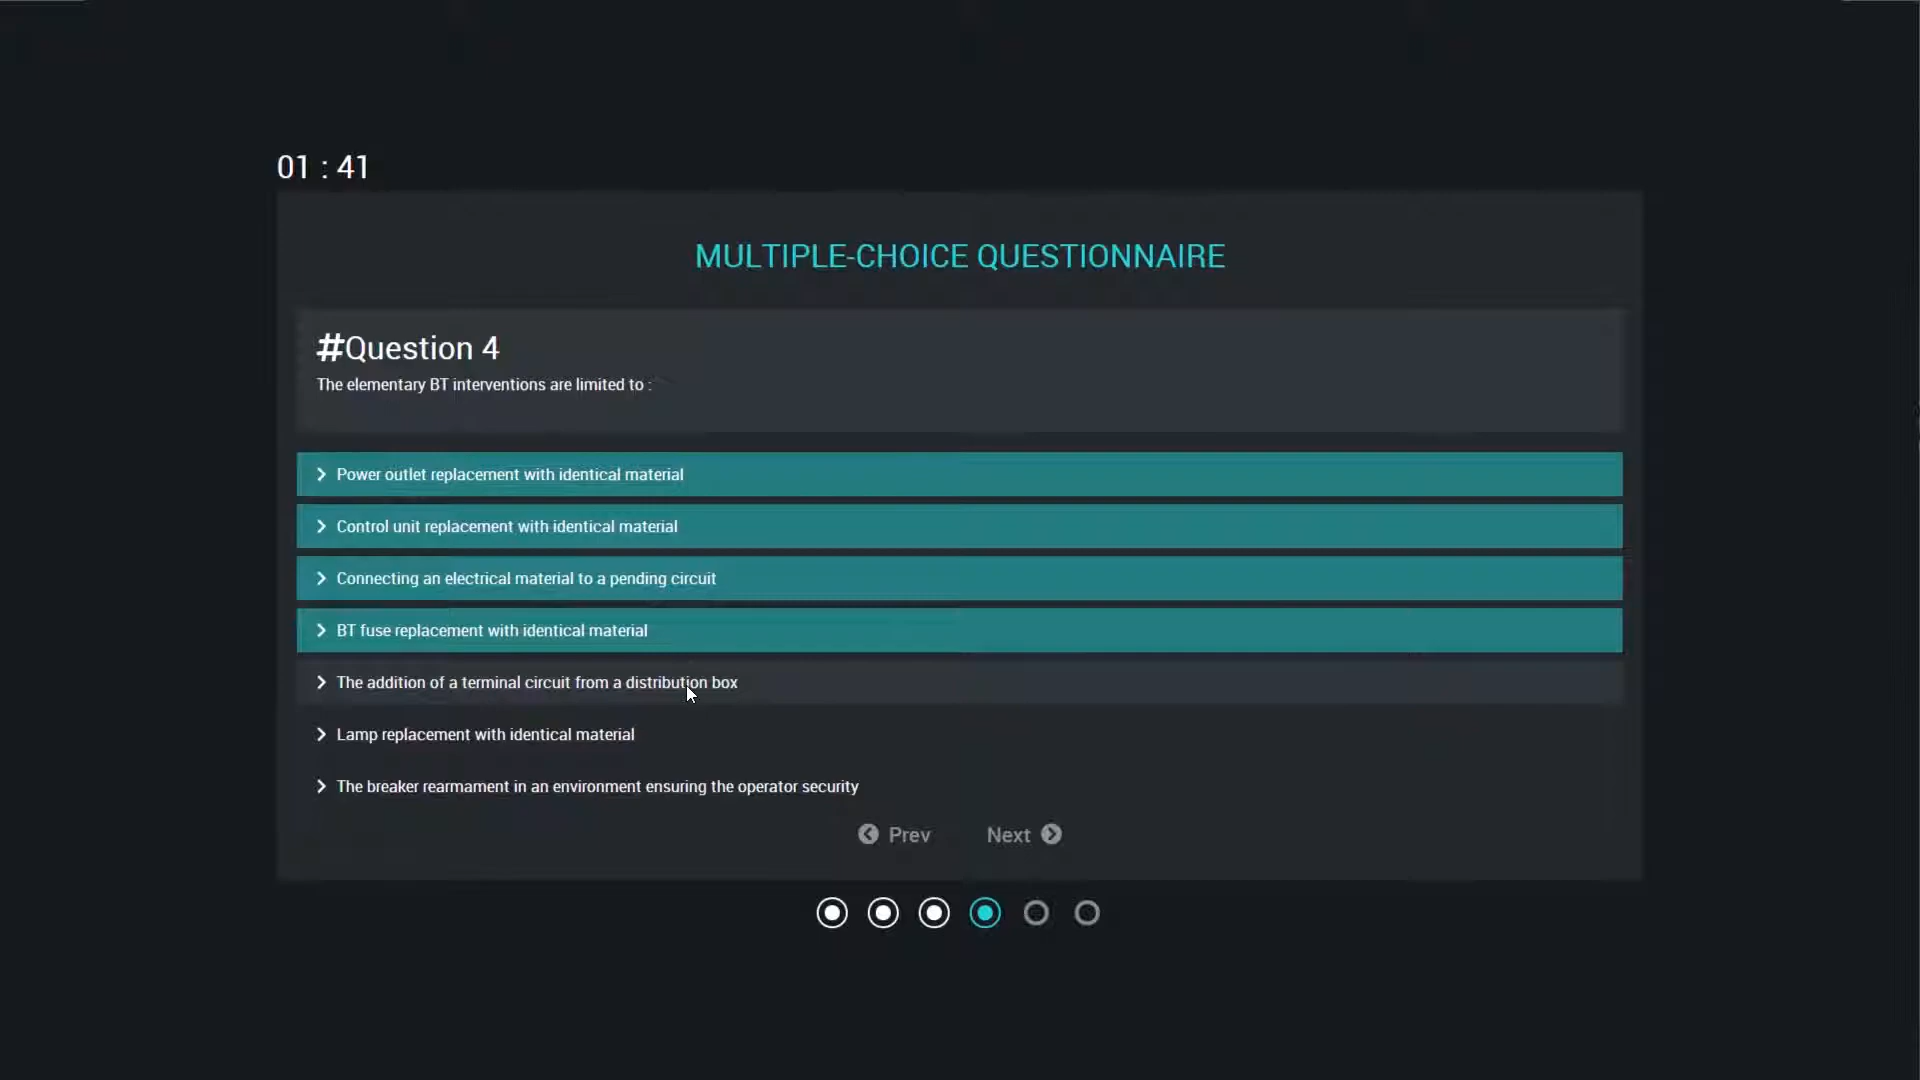 01 : 41
MULTIPLE-CHOICE QUESTIONNAIRE
#Question 4
The elementary BT interventions are limited to :
Power outlet replacement with identical material
Control unit replacement with identical material
Connecting an electrical material to a pending circuit
BT fuse replacement with identical material
The addition of a terminal circuit from a distribution box
Lamp replacement with identical material
The breaker rearmament in an environment ensuring the operator security
Prev Next